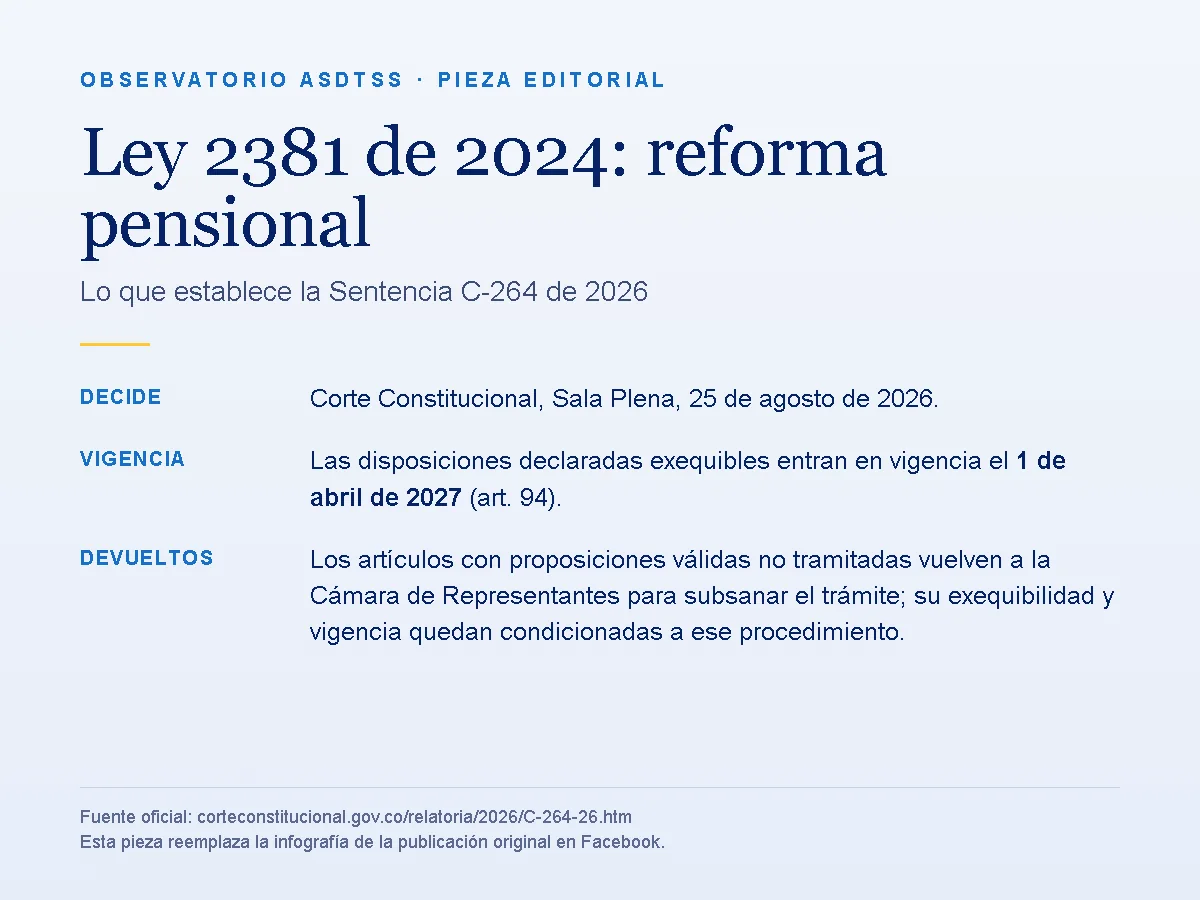 OBSERVATORIO ASDTSS · PIEZA EDITORIAL
Ley 2381 de 2024: reforma
pensional
Lo que establece la Sentencia C-264 de 2026
DECIDE
Corte Constitucional, Sala Plena, 25 de agosto de 2026.
VIGENCIA
Las disposiciones declaradas exequibles entran en vigencia el 1 de
abril de 2027 (art. 94).
DEVUELTOS
Los artículos con proposiciones válidas no tramitadas vuelven a la
Cámara de Representantes para subsanar el trámite; su exequibilidad y
vigencia quedan condicionadas a ese procedimiento.
Fuente oficial: corteconstitucional.gov.co/relatoria/2026/C-264-26.htm
Esta pieza reemplaza la infografía de la publicación original en Facebook.